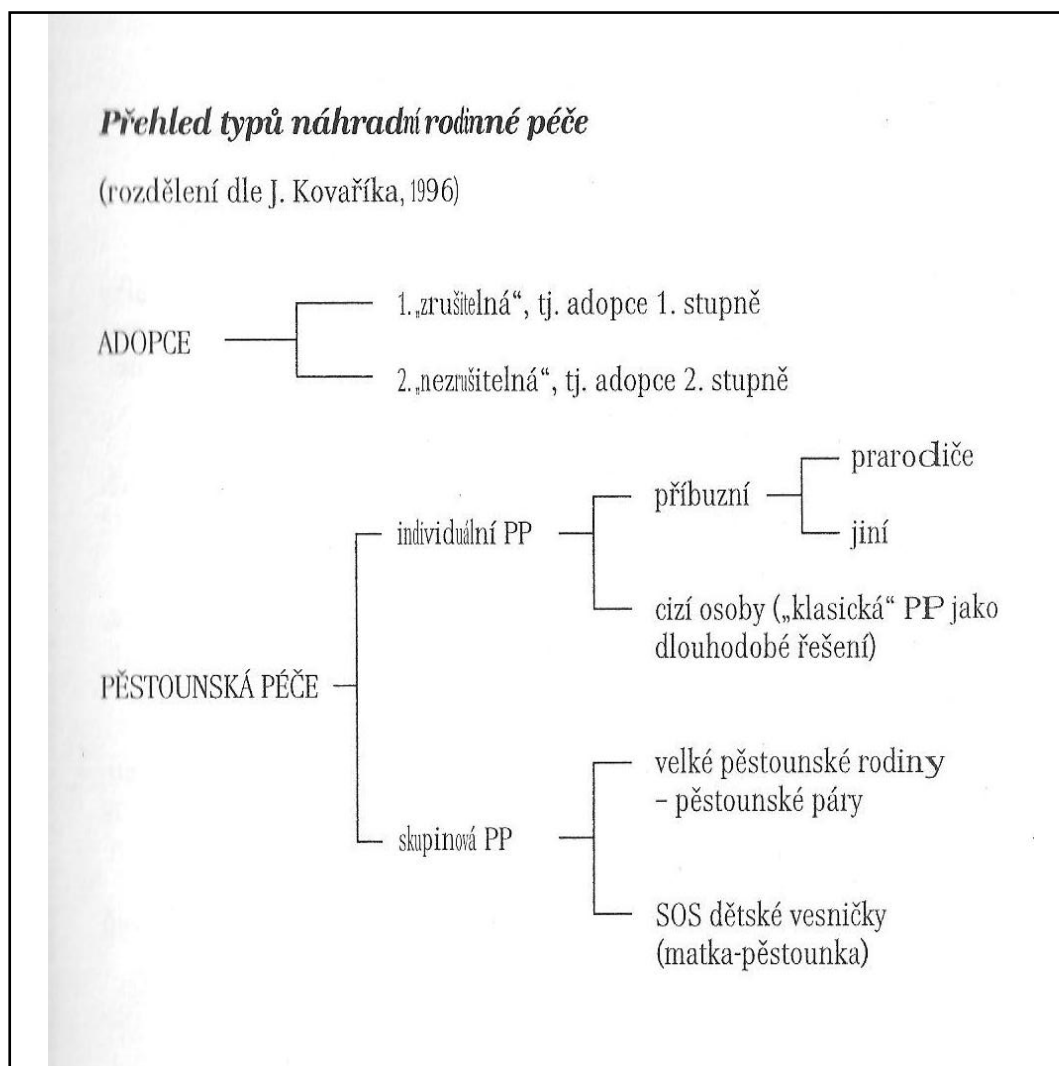 Přehled typů náhradní rodinné péče
(rozdělení dle J. Kovaříka, 1996)
1. „zrušitelná“, tj. adopce 1. stupně
ADOPCE
2. „nezrušitelná“, tj. adopce 2. stupně
prarodiče
příbuzní
individuální PP
jiní
cizí osoby („klasická“ PP jako
dlouhodobé řešení)
PĚSTOUNSKÁ PÉČE
velké pěstounské rodiny
– pěstounské páry
skupinová PP
SOS dětské vesničky
(matka-pěstounka)